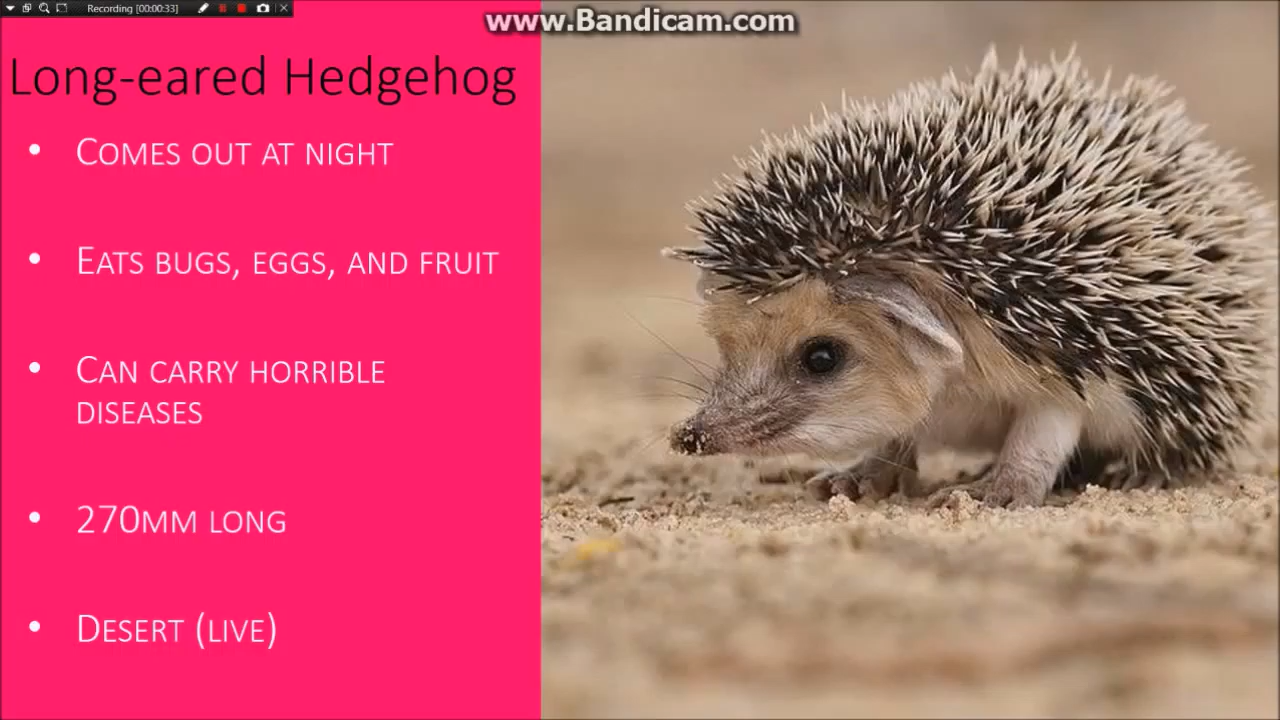 Recording [00:00:33]
www.Bandicam.com
Long-eared Hedgehog
• Comes out at night
• Eats bugs, eggs, and fruit
• Can carry horrible
diseases
• 270mm long
• Desert (live)